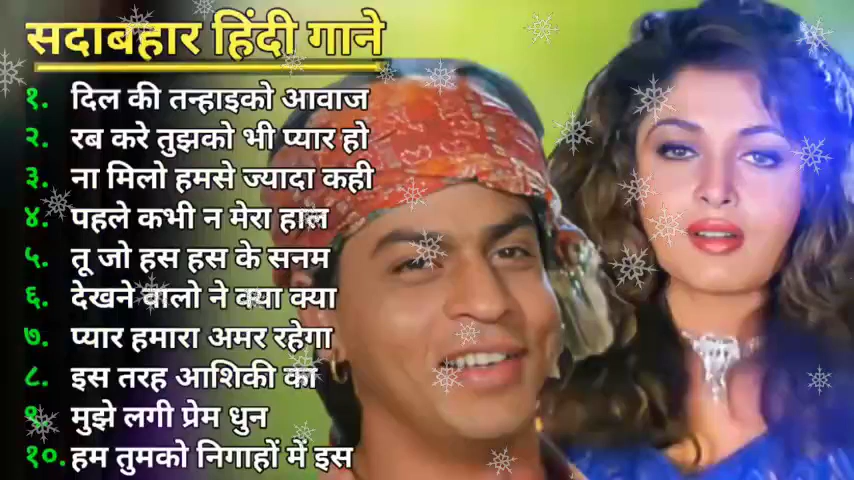 सदाबहार हिंदी गाने
१. दिल की तन्हाइको आवाज
२. रब करे तुझको भी प्यार हो
३. ना मिलो हमसे ज्यादा कही
४. पहले कभी न मेरा हाल
५. तू जो हस हस के सनम
६. देखने वालो ने क्या क्या
७. प्यार हमारा अमर रहेगा
८. इस तरह आशिकी का
९. मुझे लगी प्रेम धुन
१०. हम तुमको निगाहों में इस